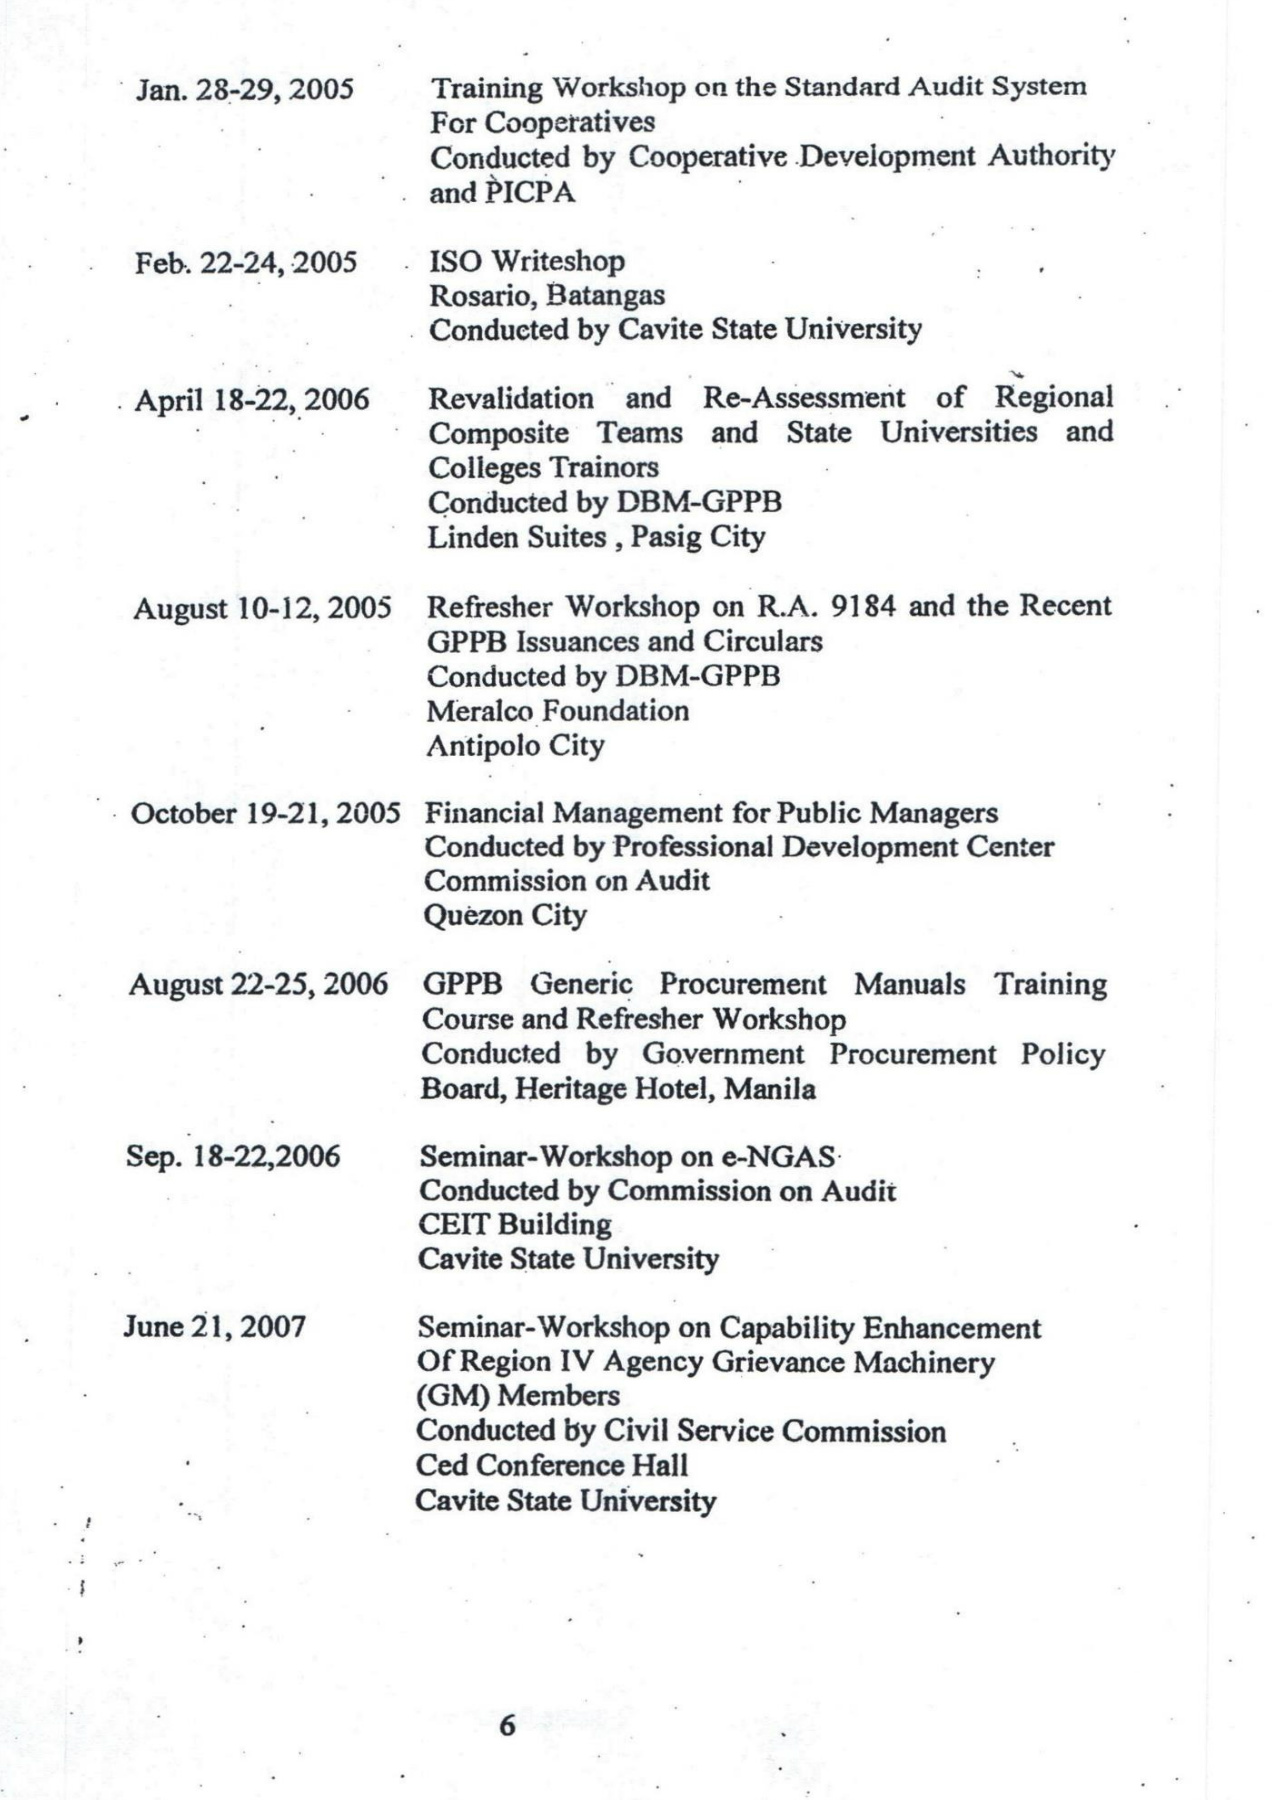 Jan. 28-29, 2005 Training Workshop on the Standard Audit System
For Cooperatives
Conducted by Cooperative Development Authority
and PICPA
Feb. 22-24, 2005 ISO Writeshop
Rosario, Batangas
Conducted by Cavite State University
April 18-22, 2006 Revalidation and Re-Assessment of Regional
Composite Teams and State Universities and
Colleges Trainors
Conducted by DBM-GPPB
Linden Suites , Pasig City
August 10-12, 2005 Refresher Workshop on R.A. 9184 and the Recent
GPPB Issuances and Circulars
Conducted by DBM-GPPB
Meralco Foundation
Antipolo City
October 19-21, 2005 Financial Management for Public Managers
Conducted by Professional Development Center
Commission on Audit
Quezon City
August 22-25, 2006 GPPB Generic Procurement Manuals Training
Course and Refresher Workshop
Conducted by Government Procurement Policy
Board, Heritage Hotel, Manila
Sep. 18-22,2006 Seminar-Workshop on e-NGAS
Conducted by Commission on Audit
CEIT Building
Cavite State University
June 21, 2007 Seminar-Workshop on Capability Enhancement
Of Region IV Agency Grievance Machinery
(GM) Members
Conducted by Civil Service Commission
Ced Conference Hall
Cavite State University
6